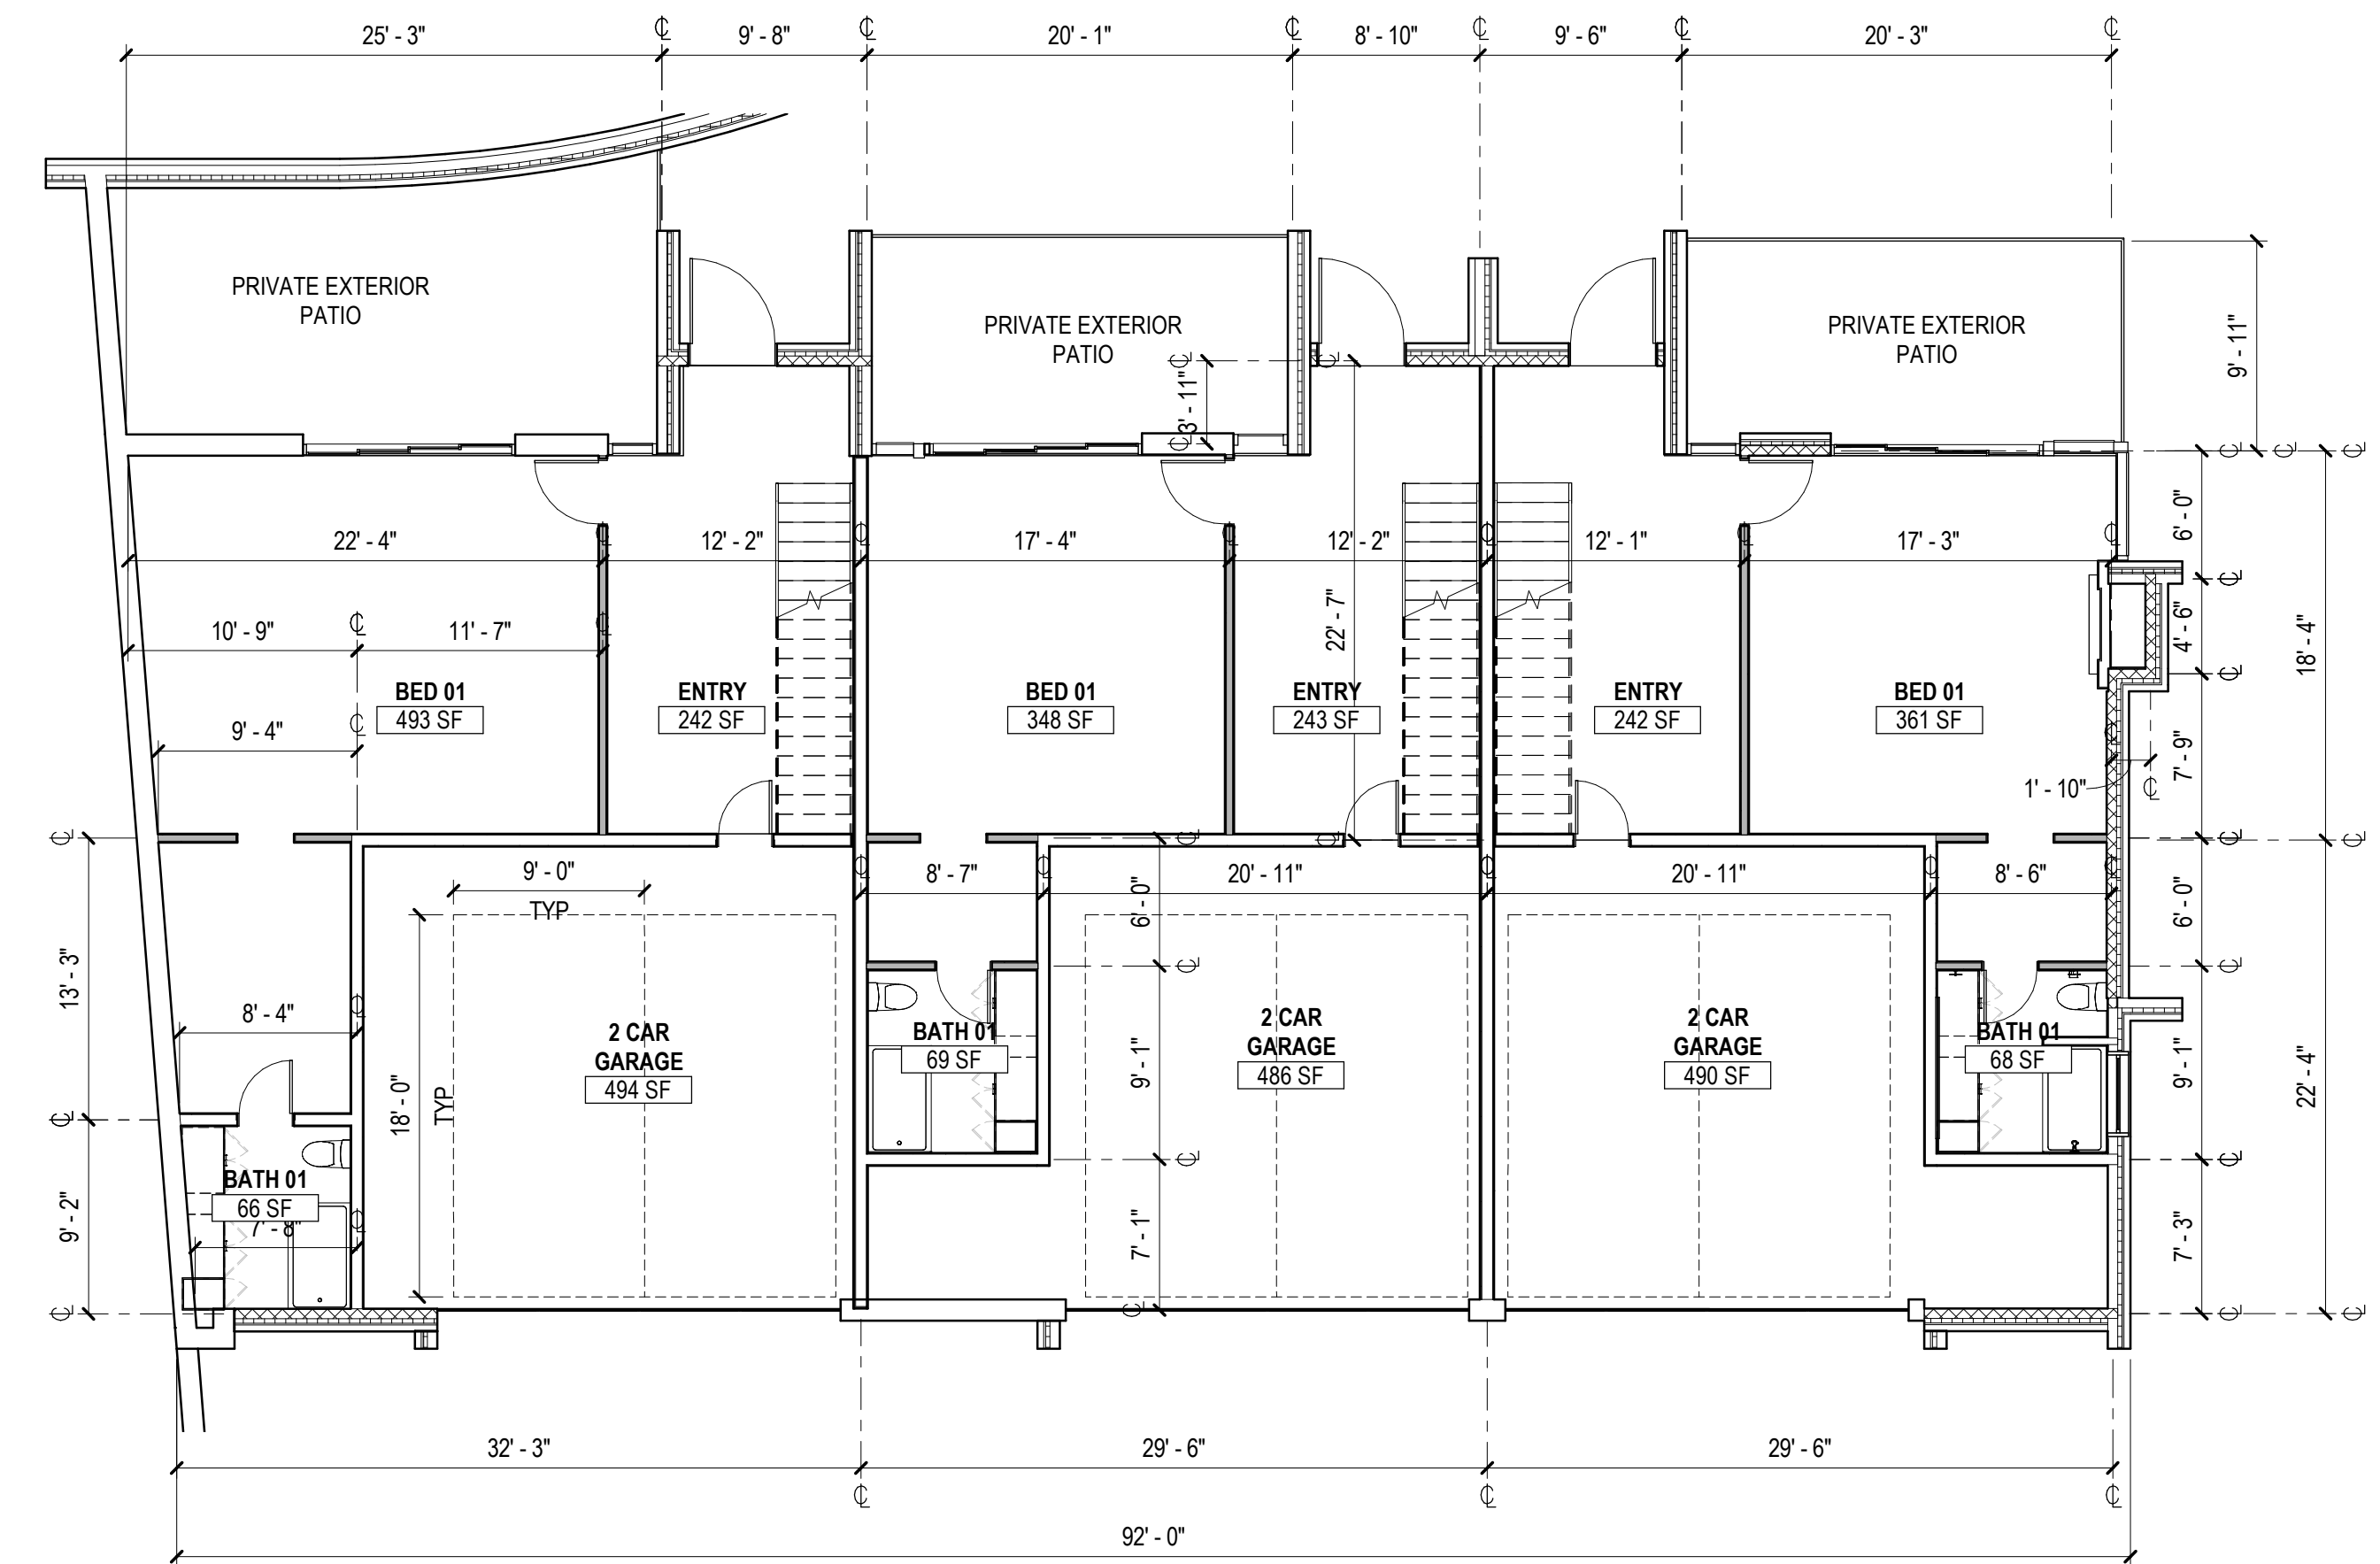 25' - 3"
9' - 8"
20' - 1"
8' - 10"
9' - 6"
20' - 3"
PRIVATE EXTERIOR
PATIO
PRIVATE EXTERIOR
PATIO
PRIVATE EXTERIOR
PATIO
3' - 11"
9' - 11"
22' - 4"
12' - 2"
17' - 4"
12' - 2"
12' - 1"
17' - 3"
6' - 0"
10' - 9"
11' - 7"
22' - 7"
4' - 6"
18' - 4"
BED 01
493 SF
ENTRY
242 SF
BED 01
348 SF
ENTRY
243 SF
ENTRY
242 SF
BED 01
361 SF
9' - 4"
7' - 9"
1' - 10"
9' - 0"
TYP
8' - 7"
20' - 11"
20' - 11"
8' - 6"
6' - 0"
6' - 0"
13' - 3"
8' - 4"
18' - 0"
TYP
2 CAR
GARAGE
494 SF
BATH 01
69 SF
9' - 1"
2 CAR
GARAGE
486 SF
2 CAR
GARAGE
490 SF
BATH 01
68 SF
9' - 1"
22' - 4"
BATH 01
66 SF
7' - 8"
9' - 2"
7' - 1"
7' - 3"
32' - 3"
29' - 6"
29' - 6"
92' - 0"